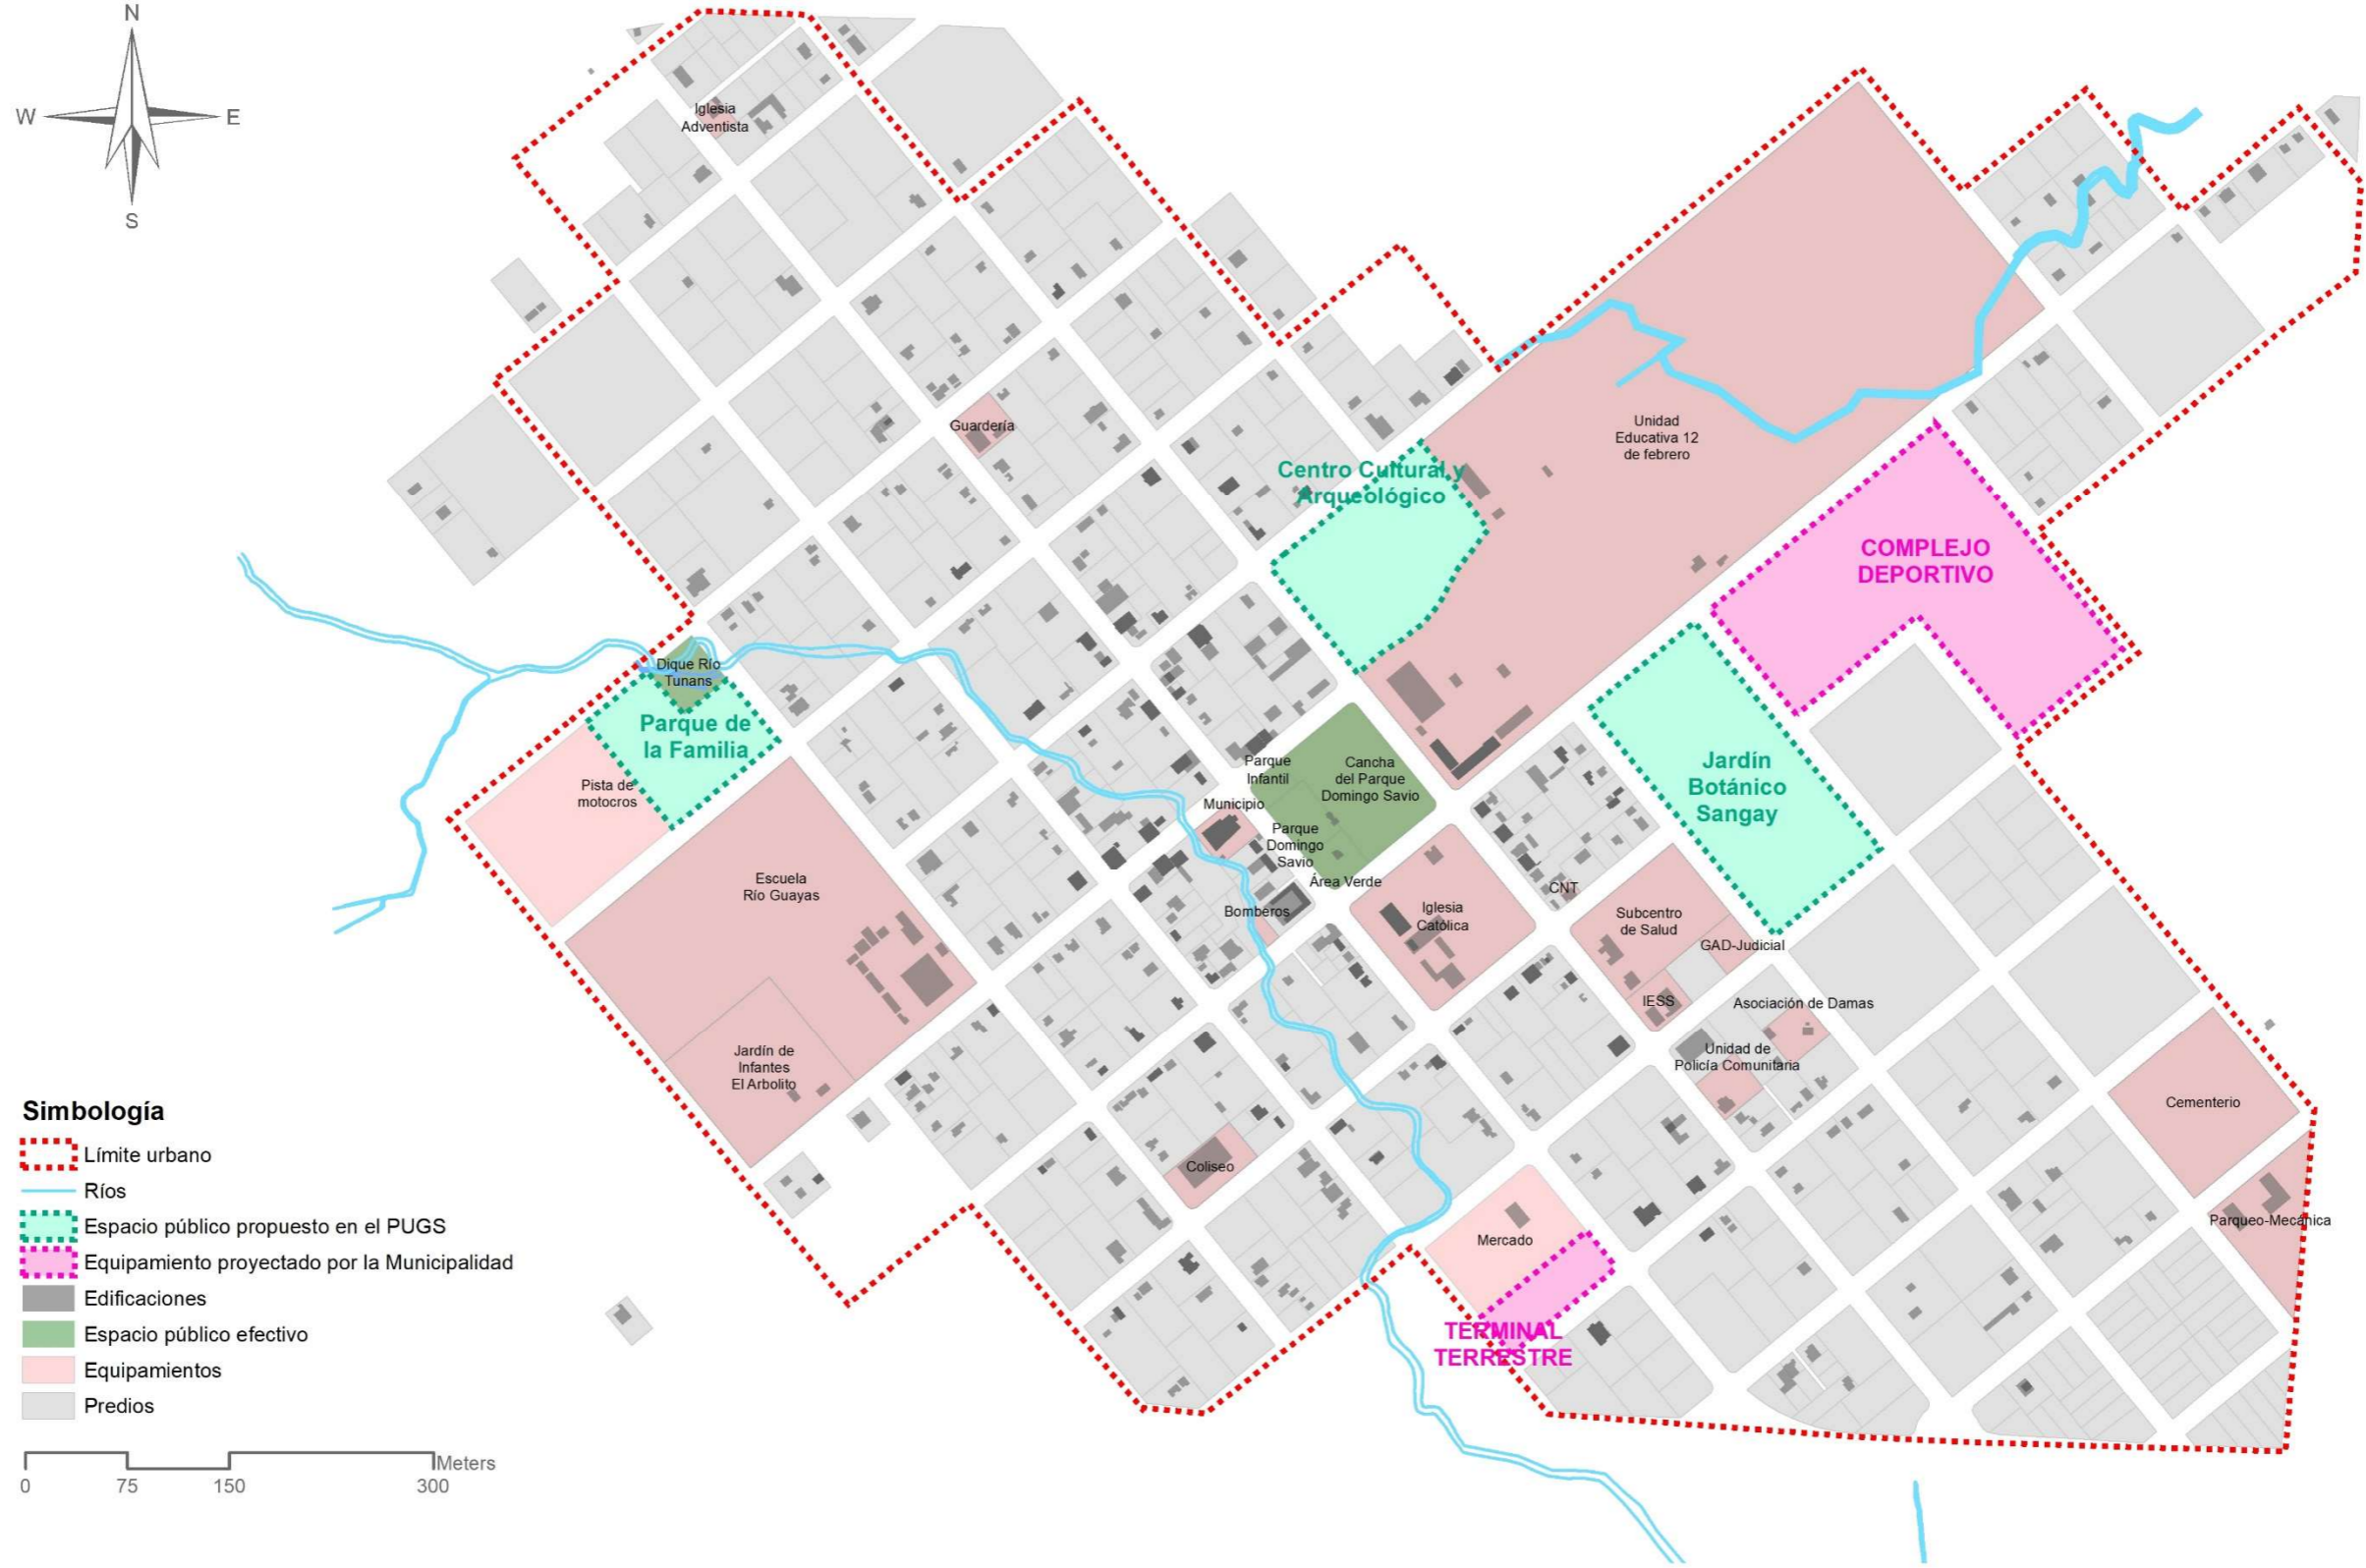 N
W
E
S
Iglesia
Adventista
Guardería
Unidad
Educativa 12
de febrero
Centro Cultural y
Arqueológico
COMPLEJO
DEPORTIVO
Dique Río
Tunans
Parque de
la Familia
Pista de
motocros
Parque
Infantil
Cancha
del Parque
Domingo Savio
Jardín
Botánico
Sangay
Municipio
Parque
Domingo
Savio
Área Verde
Escuela
Río Guayas
CNT
Bomberos
Iglesia
Católica
Subcentro
de Salud
GAD-Judicial
IESS
Asociación de Damas
Unidad de
Policía Comunitaria
Jardín de
Infantes
El Arbolito
Cementerio
Coliseo
Parqueo-Mecánica
Mercado
TERMINAL
TERRESTRE
Simbología
Límite urbano
Ríos
Espacio público propuesto en el PUGS
Equipamiento proyectado por la Municipalidad
Edificaciones
Espacio público efectivo
Equipamientos
Predios
Meters
0 75 150 300